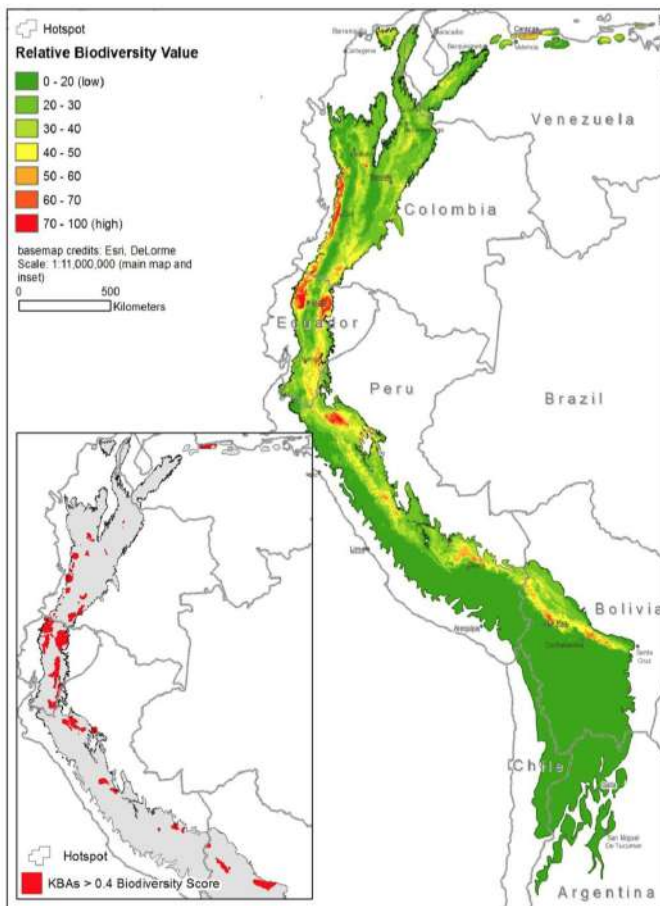 Hotspot
Relative Biodiversity Value
0 - 20 (low)
20 - 30
30 - 40
40 - 50
50 - 60
60 - 70
70 - 100 (high)
basemap credits: Esri, DeLorme
Scale: 1:11,000,000 (main map and
inset)
0 500
Kilometers
Cartagena
Caracas
Valencia
Venezuela
Colombia
Ecuador
Peru
Brazil
Lima
Arequipa
Bolivia
Cochabamba
Santa
Cruz
Chile
Salta
San Miguel
De Tucuman
Argentina
Hotspot
KBAs > 0.4 Biodiversity Score